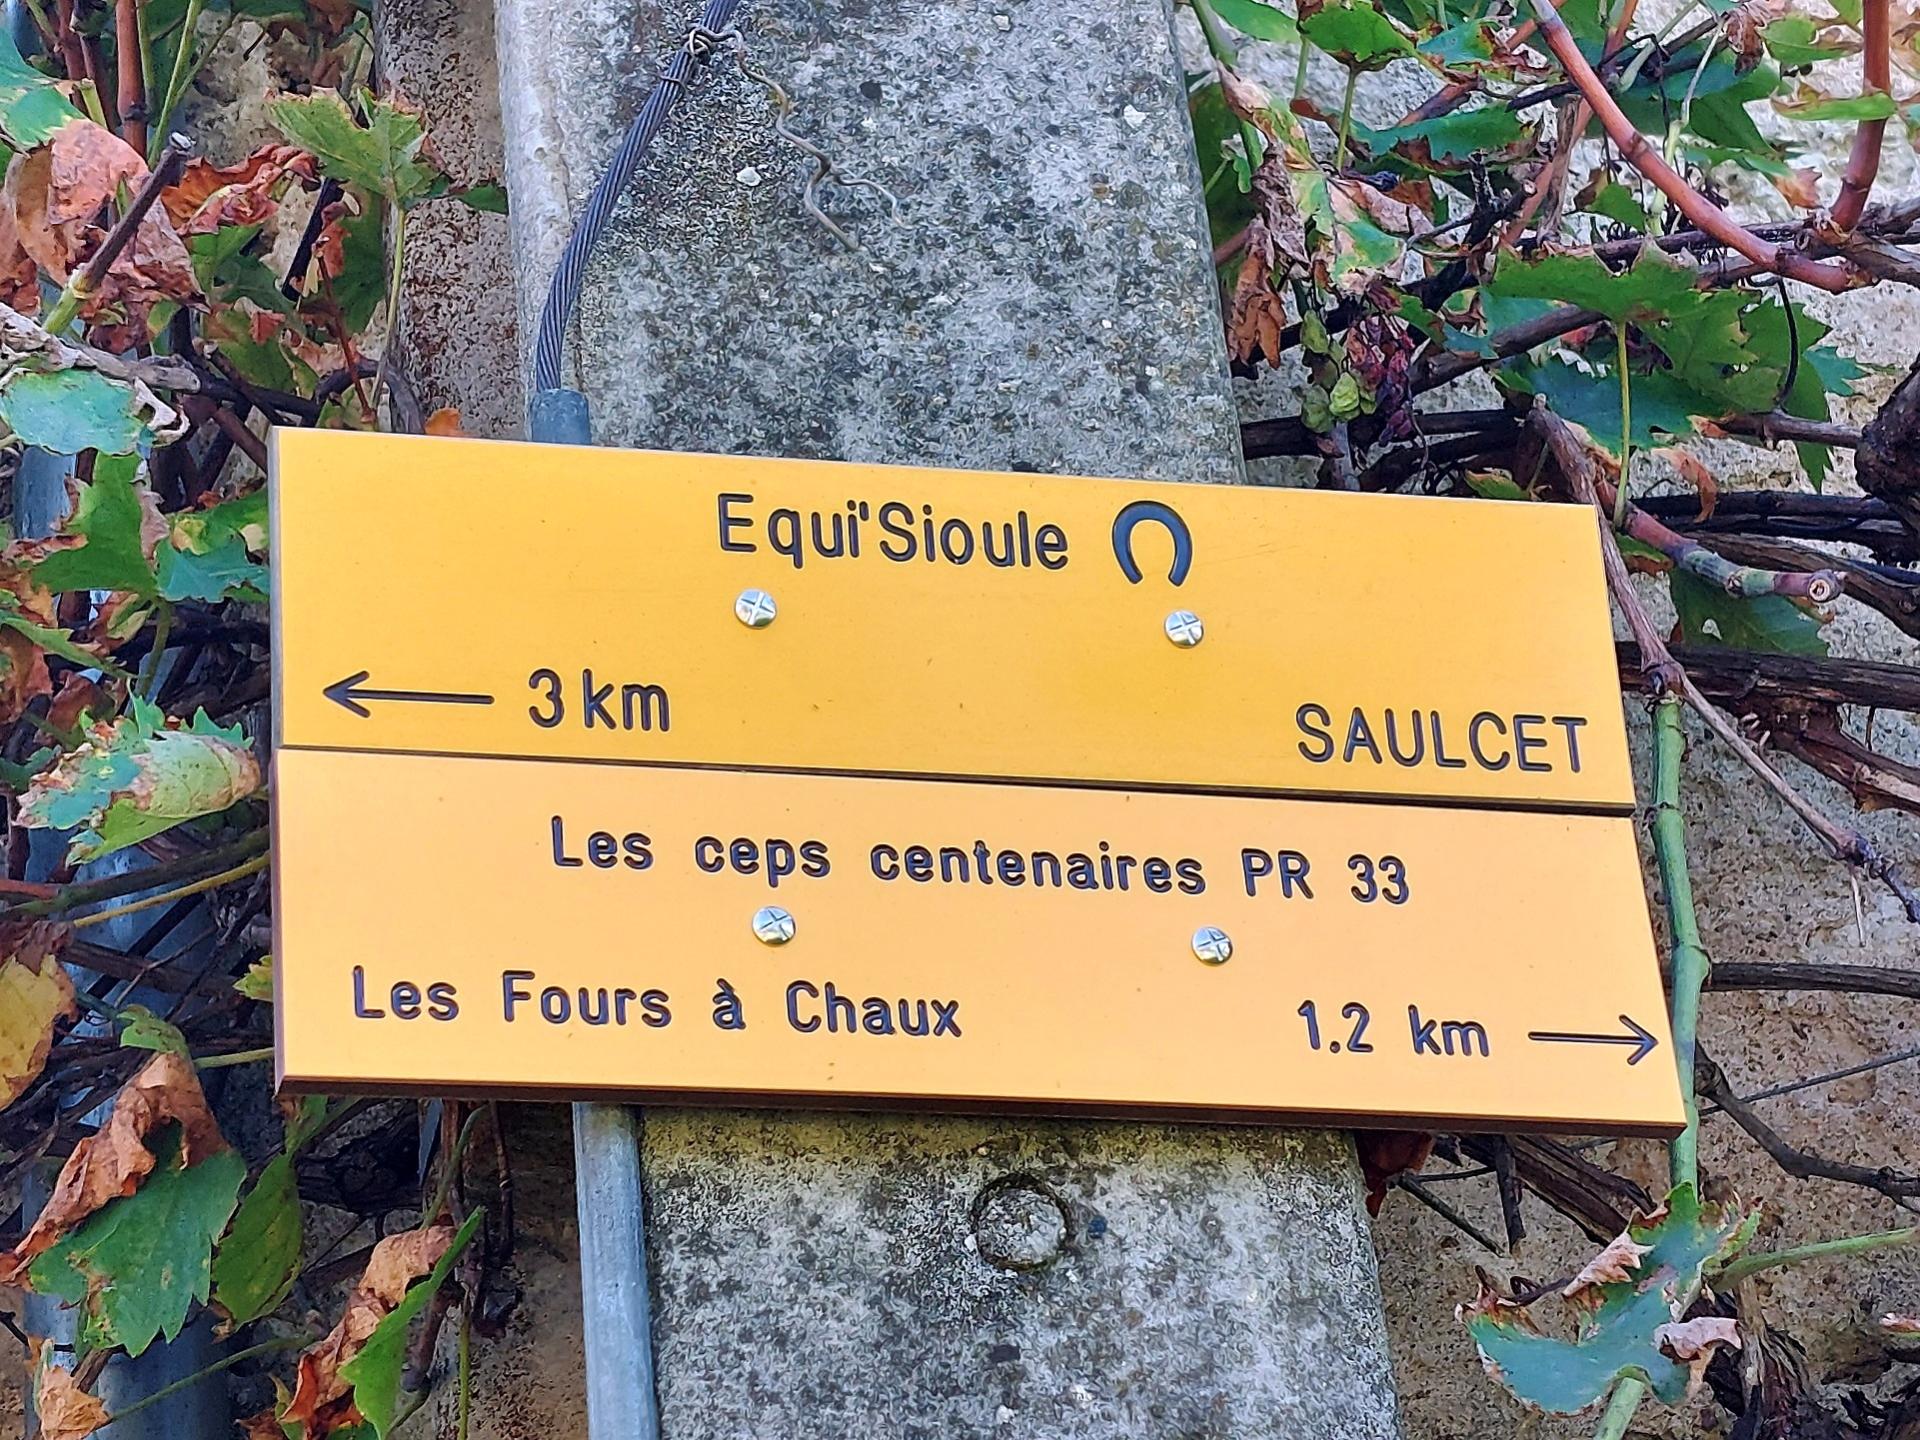 Equi'Sioule
← 3 km SAULCET
Les ceps centenaires PR 33
Les Fours à Chaux 1.2 km →